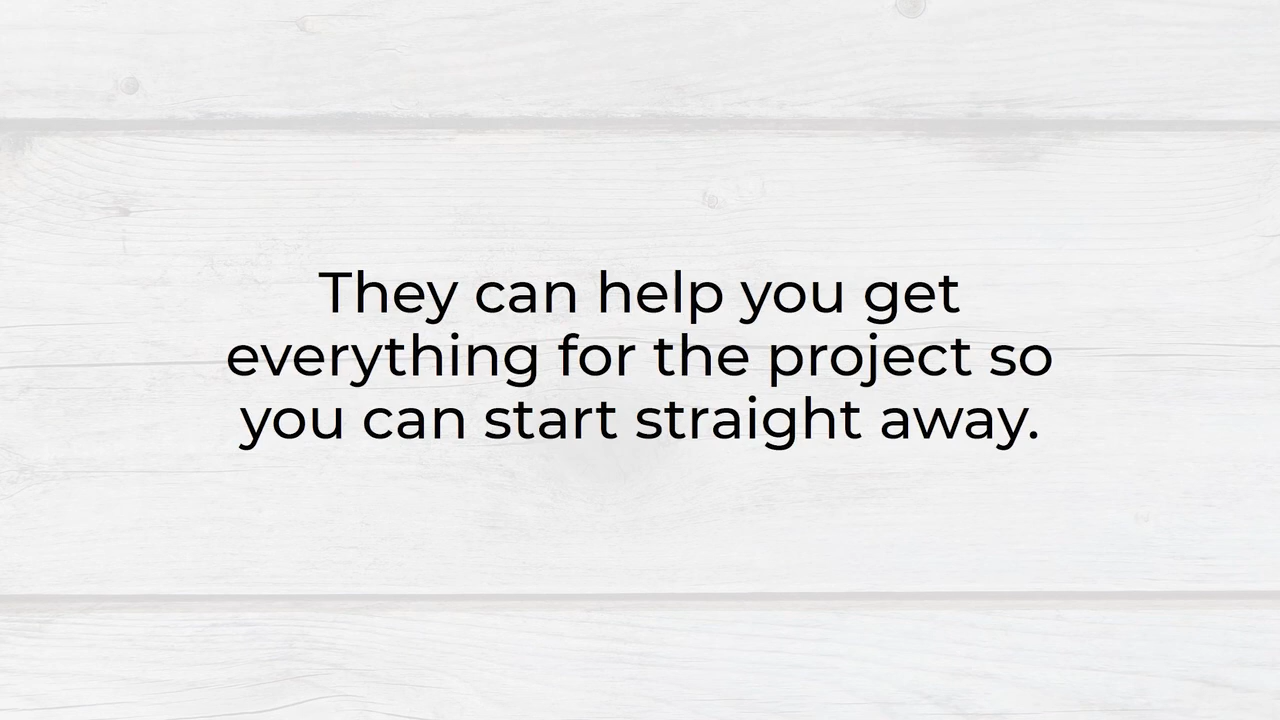 They can help you get
everything for the project so
you can start straight away.